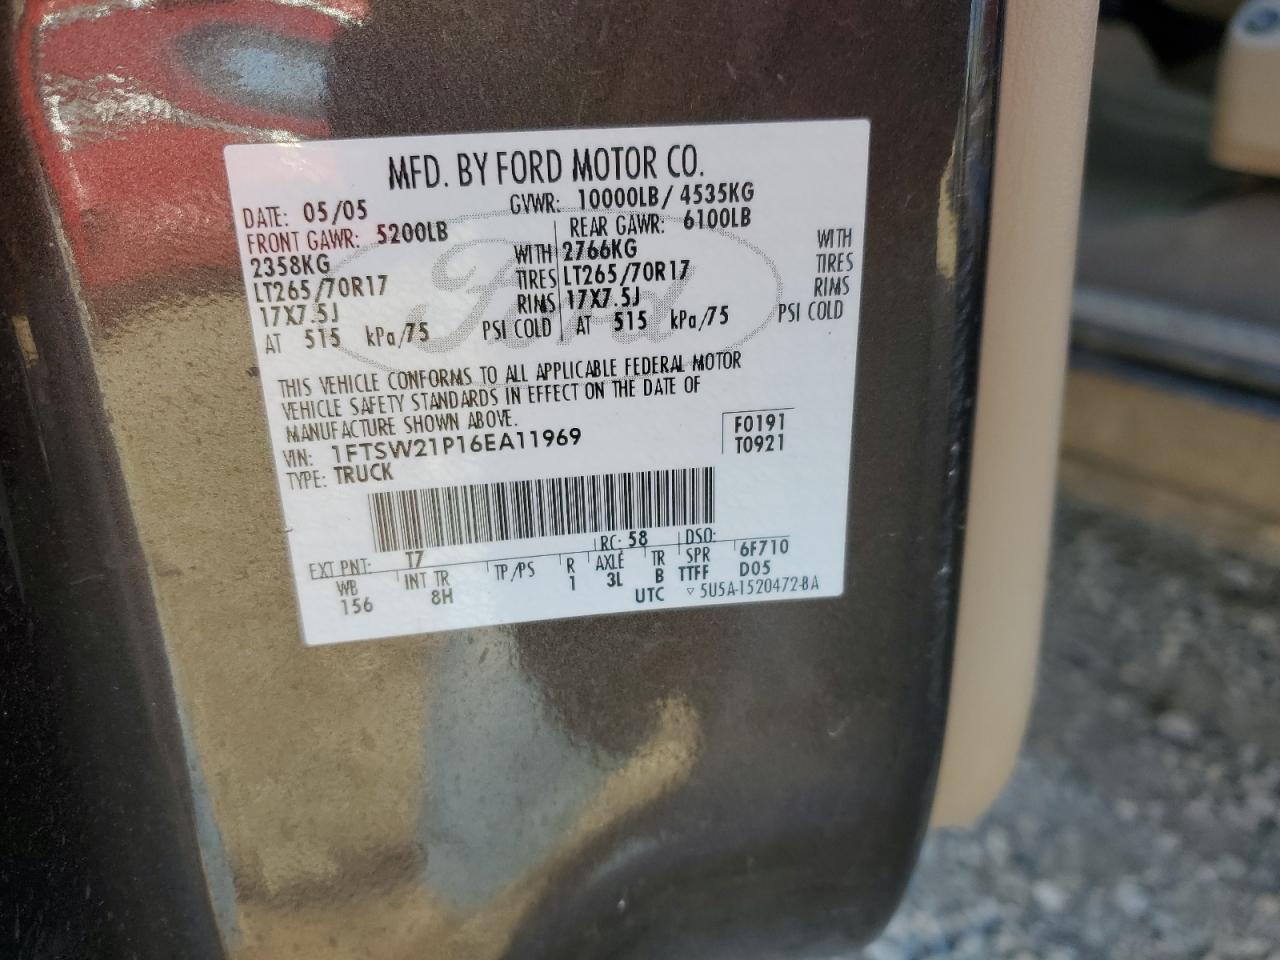 MFD. BY FORD MOTOR CO.
DATE: 05/05 GVWR: 10000LB / 4535KG
FRONT GAWR: 5200LB REAR GAWR: 6100LB
2358KG WITH 2766KG WITH
LT265/70R17 TIRES LT265/70R17 TIRES
17X7.5J RIMS 17X7.5J RIMS
AT 515 kPa/75 PSI COLD AT 515 kPa/75 PSI COLD
Ford
THIS VEHICLE CONFORMS TO ALL APPLICABLE FEDERAL MOTOR
VEHICLE SAFETY STANDARDS IN EFFECT ON THE DATE OF
MANUFACTURE SHOWN ABOVE.
VIN: 1FTSW21P16EA11969 F0191
TYPE: TRUCK T0921
EXT PNT: T7 RC: 58 DSO:
WB INT TR TP/PS R AXLE TR SPR 6F710
156 8H 1 3L B TTFF D05
UTC ▽ 5U5A-1520472-BA